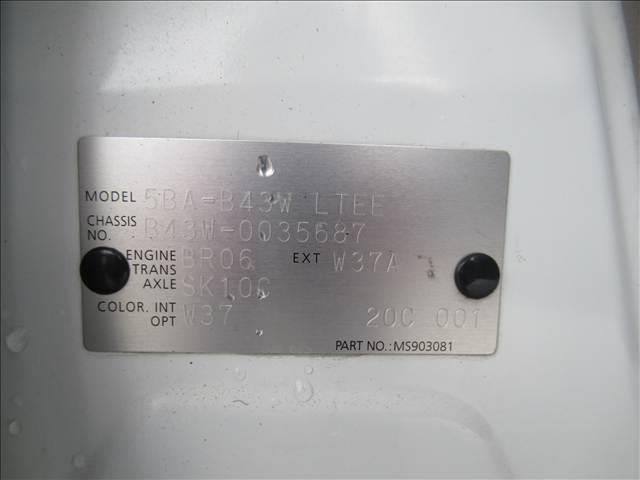 MODEL 5BA-B43W LTEE
CHASSIS NO. B43W-0035687
ENGINE BR06 EXT W37A
TRANS AXLE SK10C
COLOR. INT W37
OPT 20C 001
PART NO.:MS903081